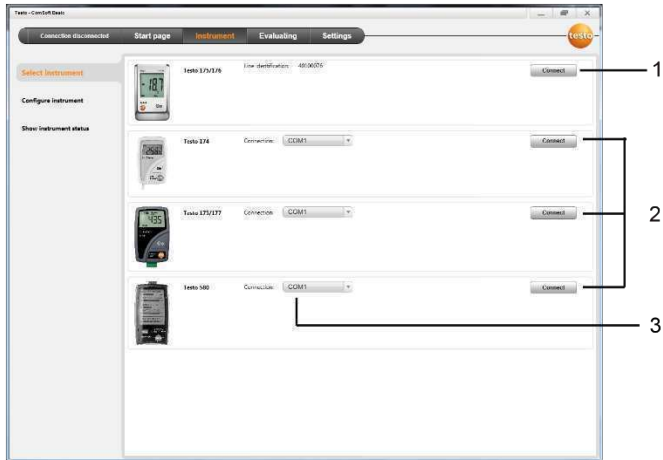 Testo - ComSoft Basic
Connection disconnected
Start page
Instrument
Evaluating
Settings
testo
Select instrument
Configure instrument
Show instrument status
Testo 175/176
Connect
1
Testo 174
Connection:
COM1
Connect
Testo 175/177
Connection:
COM1
Connect
2
Testo 580
Connection:
COM1
Connect
3